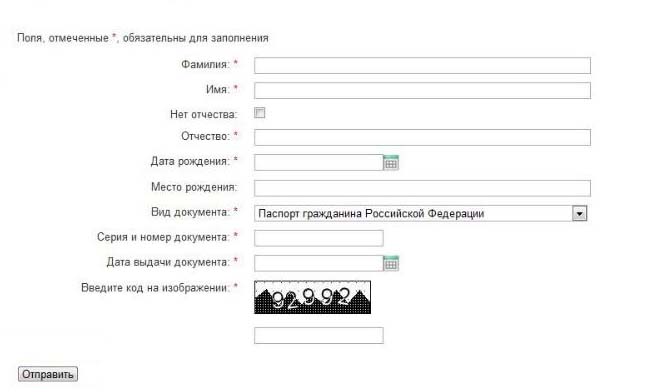 Поля, отмеченные *, обязательны для заполнения
Фамилия: *
Имя: *
Нет отчества:
Отчество: *
Дата рождения: *
Место рождения:
Вид документа: * Паспорт гражданина Российской Федерации
Серия и номер документа: *
Дата выдачи документа: *
Введите код на изображении: * 92992
Отправить